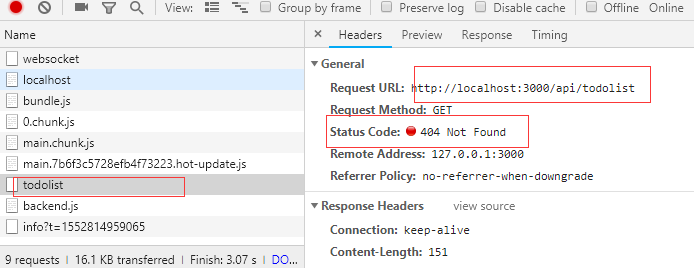 View: Group by frame Preserve log Disable cache Offline Online
Name
websocket
localhost
bundle.js
0.chunk.js
main.chunk.js
main.7b6f3c5728efb4f73223.hot-update.js
todolist
backend.js
info?t=1552814959065
9 requests | 16.1 KB transferred | Finish: 3.07 s | DO...
× Headers Preview Response Timing
▼ General
Request URL: http://localhost:3000/api/todolist
Request Method: GET
Status Code: 404 Not Found
Remote Address: 127.0.0.1:3000
Referrer Policy: no-referrer-when-downgrade
▼ Response Headers view source
Connection: keep-alive
Content-Length: 151